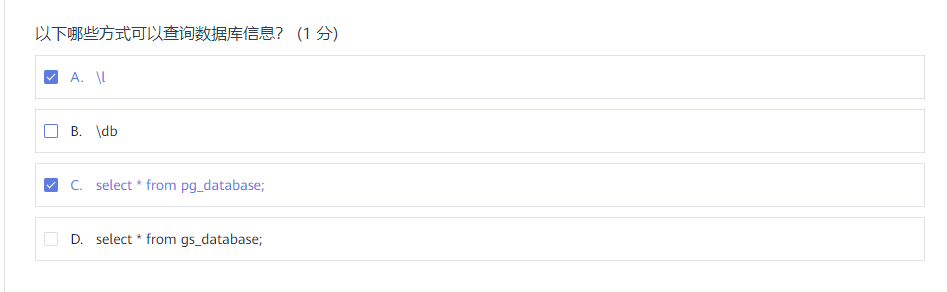 以下哪些方式可以查询数据库信息？ (1 分)
A. \l
B. \db
C. select * from pg_database;
D. select * from gs_database;